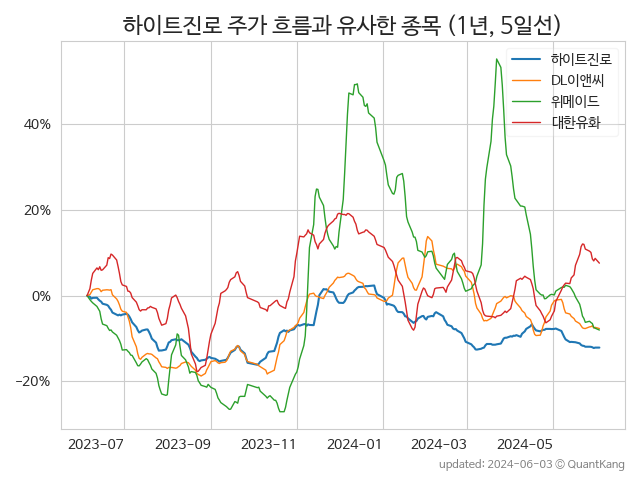 하이트진로 주가 흐름과 유사한 종목 (1년, 5일선)
하이트진로
DL이앤씨
위메이드
대한유화
40%
20%
0%
−20%
2023−07
2023−09
2023−11
2024−01
2024−03
2024−05
updated: 2024-06-03 © QuantKang